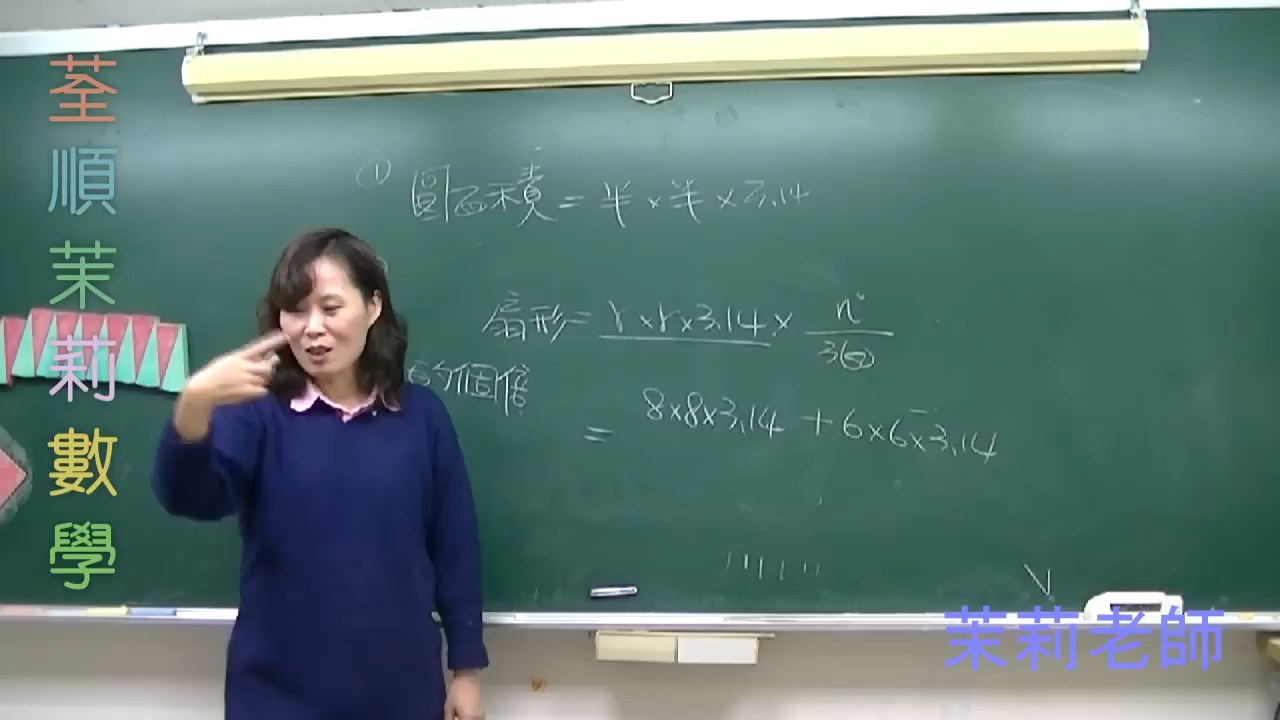 荃順茉莉數學
① 圓面積=半×半×3.14
扇形=r×r×3.14× n°/360
的個倍
= 8×8×3.14 + 6×6×3.14
茉莉老師